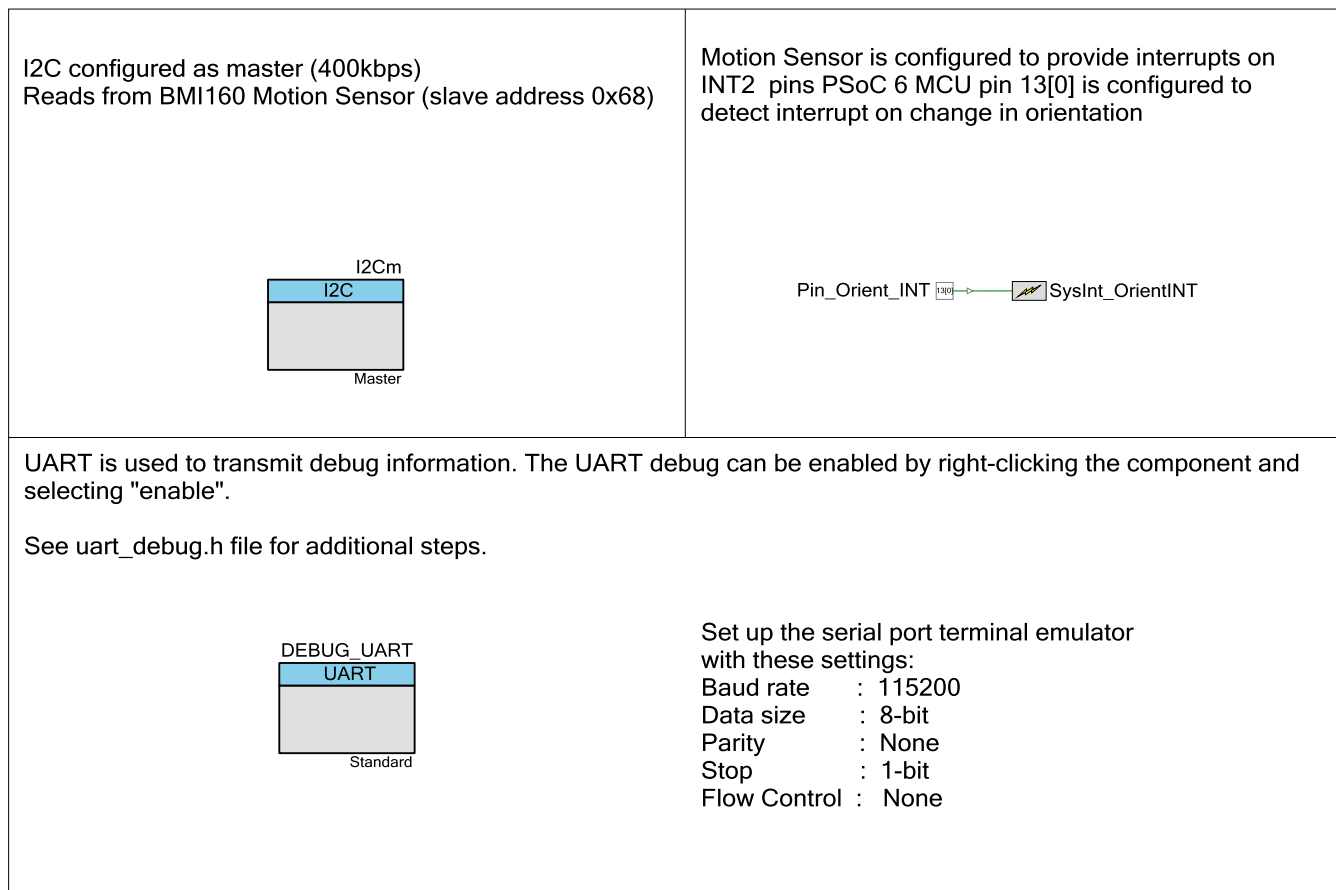 I2C configured as master (400kbps)
Reads from BMI160 Motion Sensor (slave address 0x68)
I2Cm
I2C
Master
Motion Sensor is configured to provide interrupts on
INT2 pins PSoC 6 MCU pin 13[0] is configured to
detect interrupt on change in orientation
Pin_Orient_INT 13[0] SysInt_OrientINT
UART is used to transmit debug information. The UART debug can be enabled by right-clicking the component and
selecting "enable".
See uart_debug.h file for additional steps.
DEBUG_UART
UART
Standard
Set up the serial port terminal emulator
with these settings:
Baud rate : 115200
Data size : 8-bit
Parity : None
Stop : 1-bit
Flow Control : None